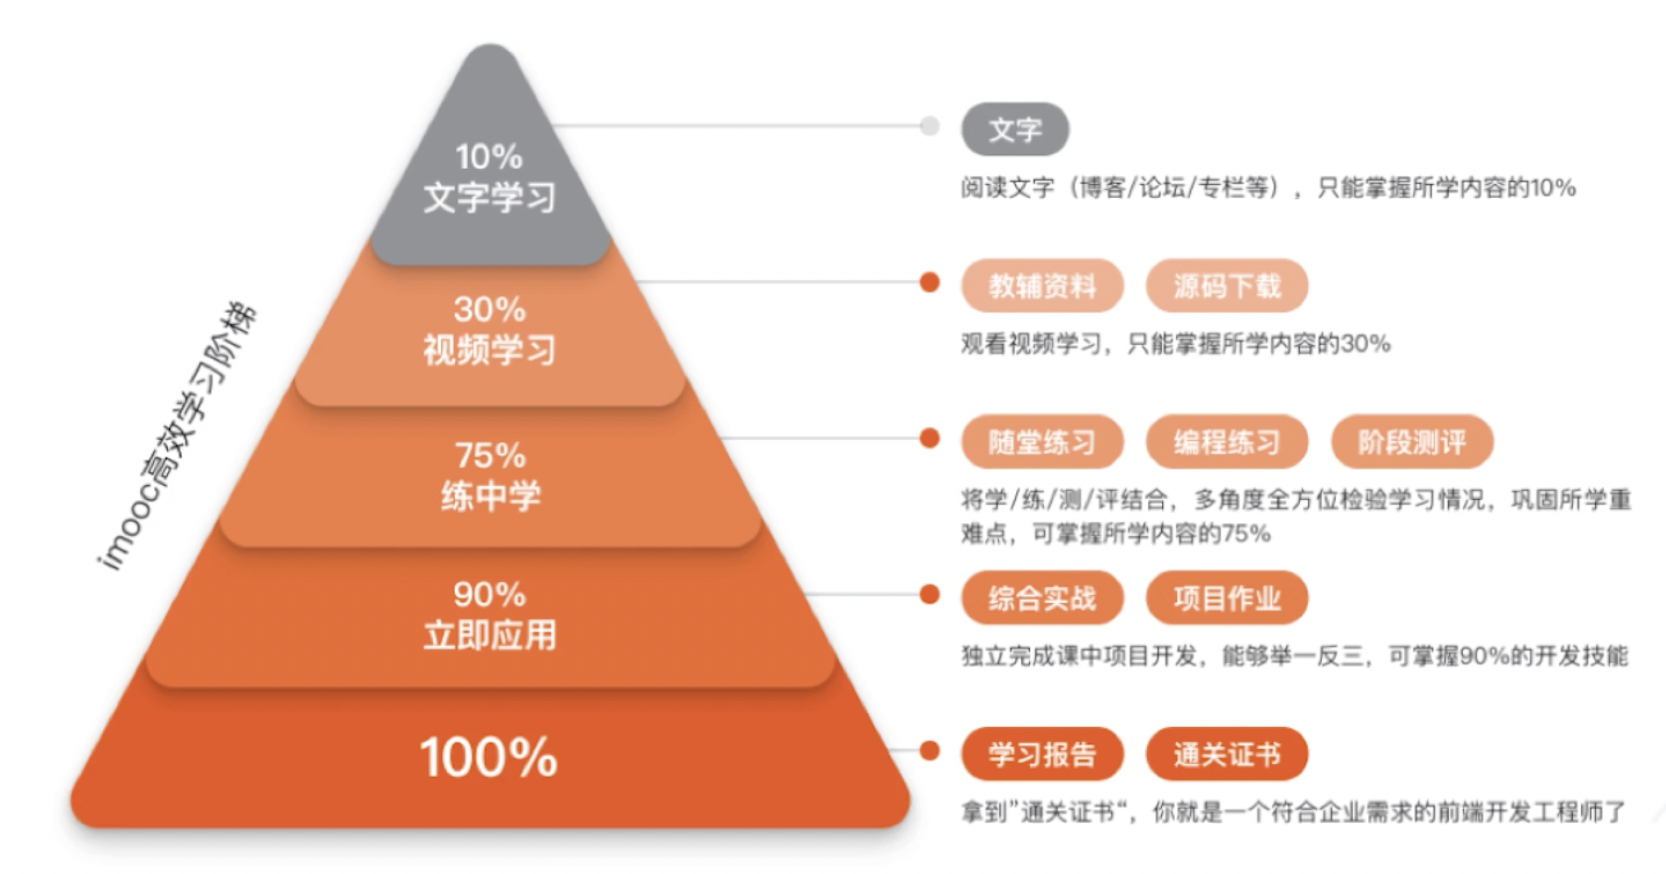 imooc高效学习阶梯
10%
文字学习
文字
阅读文字（博客/论坛/专栏等），只能掌握所学内容的10%
30%
视频学习
教辅资料 源码下载
观看视频学习，只能掌握所学内容的30%
75%
练中学
随堂练习 编程练习 阶段测评
将学/练/测/评结合，多角度全方位检验学习情况，巩固所学重
难点，可掌握所学内容的75%
90%
立即应用
综合实战 项目作业
独立完成课中项目开发，能够举一反三，可掌握90%的开发技能
100%
学习报告 通关证书
拿到”通关证书“，你就是一个符合企业需求的前端开发工程师了